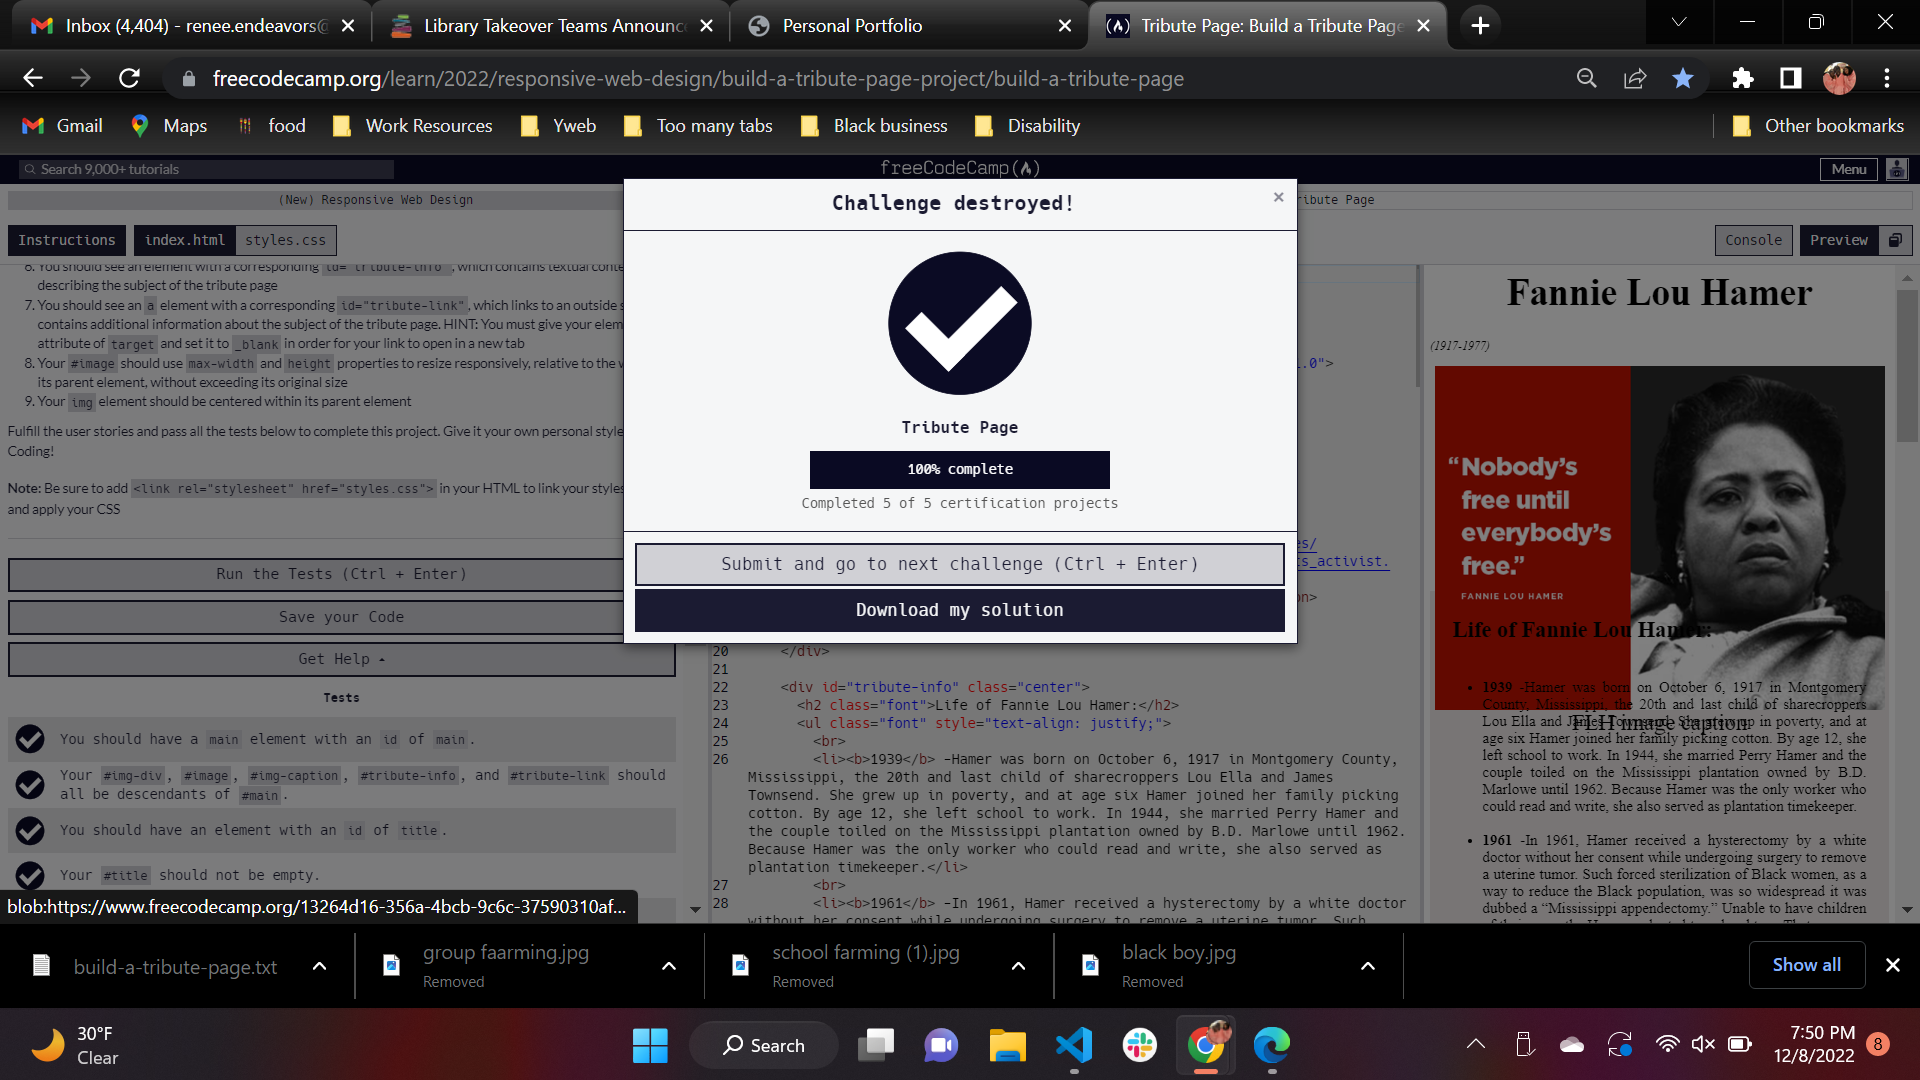 Inbox (4,404) - renee.endeavors@
Library Takeover Teams Announc
Personal Portfolio
Tribute Page: Build a Tribute Page
freecodecamp.org/learn/2022/responsive-web-design/build-a-tribute-page-project/build-a-tribute-page
Gmail
Maps
food
Work Resources
Yweb
Too many tabs
Black business
Disability
Other bookmarks
Search 9,000+ tutorials
freeCodeCamp
Menu
(New) Responsive Web Design
ribute Page
Instructions
index.html
styles.css
Console
Preview
6. You should see an element with a corresponding id="tribute-info", which contains textual conte
describing the subject of the tribute page
7. You should see an a element with a corresponding id="tribute-link", which links to an outside s
contains additional information about the subject of the tribute page. HINT: You must give your elem
attribute of target and set it to _blank in order for your link to open in a new tab
8. Your #image should use max-width and height properties to resize responsively, relative to the w
its parent element, without exceeding its original size
9. Your img element should be centered within its parent element
Fulfill the user stories and pass all the tests below to complete this project. Give it your own personal style
Coding!
Note: Be sure to add <link rel="stylesheet" href="styles.css"> in your HTML to link your styles
and apply your CSS
Run the Tests (Ctrl + Enter)
Save your Code
Get Help
Tests
You should have a main element with an id of main.
Your #img-div, #image, #img-caption, #tribute-info, and #tribute-link should
all be descendants of #main.
You should have an element with an id of title.
Your #title should not be empty.
blob:https://www.freecodecamp.org/13264d16-356a-4bcb-9c6c-37590310af...
Challenge destroyed!
×
Tribute Page
100% complete
Completed 5 of 5 certification projects
Submit and go to next challenge (Ctrl + Enter)
Download my solution
.0">
es/
ts_activist.
on>
20 </div>
21
22 <div id="tribute-info" class="center">
23 <h2 class="font">Life of Fannie Lou Hamer:</h2>
24 <ul class="font" style="text-align: justify;">
25 <br>
26 <li><b>1939</b> -Hamer was born on October 6, 1917 in Montgomery County,
Mississippi, the 20th and last child of sharecroppers Lou Ella and James
Townsend. She grew up in poverty, and at age six Hamer joined her family picking
cotton. By age 12, she left school to work. In 1944, she married Perry Hamer and
the couple toiled on the Mississippi plantation owned by B.D. Marlowe until 1962.
Because Hamer was the only worker who could read and write, she also served as
plantation timekeeper.</li>
27 <br>
28 <li><b>1961</b> -In 1961, Hamer received a hysterectomy by a white doctor
without her consent while undergoing surgery to remove a uterine tumor. Such
Fannie Lou Hamer
(1917-1977)
“Nobody’s
free until
everybody’s
free.”
FANNIE LOU HAMER
Life of Fannie Lou Hamer:
• 1939 -Hamer was born on October 6, 1917 in Montgomery
County, Mississippi, the 20th and last child of sharecroppers
Lou Ella and James Townsend. She grew up in poverty, and at
FLH image caption
age six Hamer joined her family picking cotton. By age 12, she
left school to work. In 1944, she married Perry Hamer and the
couple toiled on the Mississippi plantation owned by B.D.
Marlowe until 1962. Because Hamer was the only worker who
could read and write, she also served as plantation timekeeper.
• 1961 -In 1961, Hamer received a hysterectomy by a white
doctor without her consent while undergoing surgery to remove
a uterine tumor. Such forced sterilization of Black women, as a
way to reduce the Black population, was so widespread it was
dubbed a “Mississippi appendectomy.” Unable to have children
build-a-tribute-page.txt
group faarming.jpg
Removed
school farming (1).jpg
Removed
black boy.jpg
Removed
Show all
30°F
Clear
Search
7:50 PM
12/8/2022
8